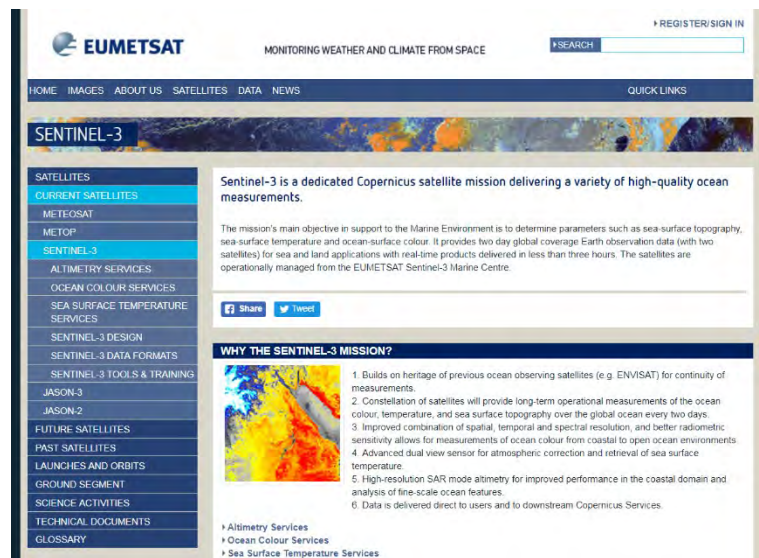 REGISTER/SIGN IN
EUMETSAT
MONITORING WEATHER AND CLIMATE FROM SPACE
SEARCH
HOME IMAGES ABOUT US SATELLITES DATA NEWS
QUICK LINKS
SENTINEL-3
SATELLITES
CURRENT SATELLITES
METEOSAT
METOP
SENTINEL-3
ALTIMETRY SERVICES
OCEAN COLOUR SERVICES
SEA SURFACE TEMPERATURE
SERVICES
SENTINEL-3 DESIGN
SENTINEL-3 DATA FORMATS
SENTINEL-3 TOOLS & TRAINING
JASON-3
JASON-2
FUTURE SATELLITES
PAST SATELLITES
LAUNCHES AND ORBITS
GROUND SEGMENT
SCIENCE ACTIVITIES
TECHNICAL DOCUMENTS
GLOSSARY
Sentinel-3 is a dedicated Copernicus satellite mission delivering a variety of high-quality ocean
measurements.
The mission's main objective in support to the Marine Environment is to determine parameters such as sea-surface topography,
sea-surface temperature and ocean-surface colour. It provides two day global coverage Earth observation data (with two
satellites) for sea and land applications with real-time products delivered in less than three hours. The satellites are
operationally managed from the EUMETSAT Sentinel-3 Marine Centre.
Share
Tweet
WHY THE SENTINEL-3 MISSION?
1. Builds on heritage of previous ocean observing satellites (e.g. ENVISAT) for continuity of
measurements.
2. Constellation of satellites will provide long-term operational measurements of the ocean
colour, temperature, and sea surface topography over the global ocean every two days.
3. Improved combination of spatial, temporal and spectral resolution, and better radiometric
sensitivity allows for measurements of ocean colour from coastal to open ocean environments
4. Advanced dual view sensor for atmospheric correction and retrieval of sea surface
temperature.
5. High-resolution SAR mode altimetry for improved performance in the coastal domain and
analysis of fine-scale ocean features.
6. Data is delivered direct to users and to downstream Copernicus Services.
Altimetry Services
Ocean Colour Services
Sea Surface Temperature Services